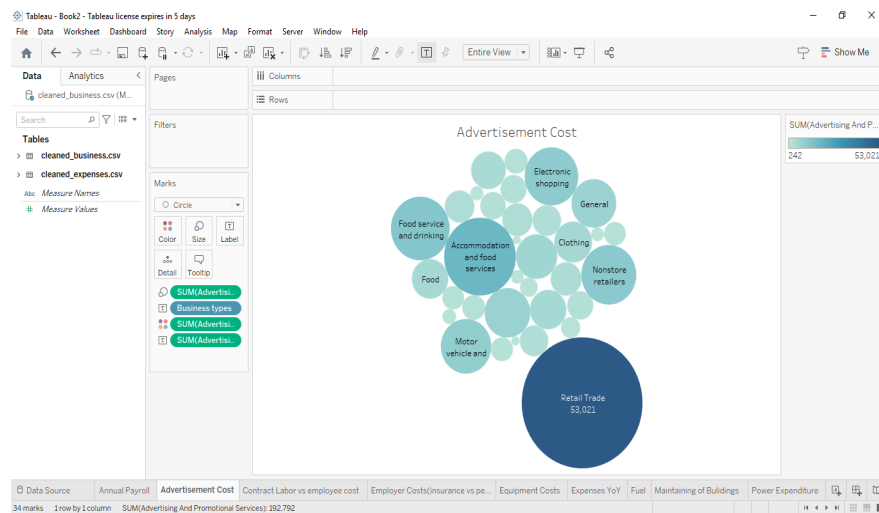 Tableau - Book2 - Tableau license expires in 5 days
File Data Worksheet Dashboard Story Analysis Map Format Server Window Help
Entire View
Show Me
Data Analytics
cleaned_business.csv (M...
Search
Tables
cleaned_business.csv
cleaned_expenses.csv
Abc Measure Names
# Measure Values
Pages
Filters
Marks
Circle
Color Size Label
Detail Tooltip
SUM(Advertisi..
T Business types
SUM(Advertisi..
T SUM(Advertisi..
Columns
Rows
Advertisement Cost
Electronic
shopping
General
Food service
and drinking
Accommodation
and food
services
Clothing
Food
Nonstore
retailers
Motor
vehicle and
Retail Trade
53,021
SUM(Advertising And P...
242 53,021
Data Source Annual Payroll Advertisement Cost Contract Labor vs employee cost Employer Costs(insurance vs pe... Equipment Costs Expenses YoY Fuel Maintaining of Buildings Power Expenditure
34 marks 1 row by 1 column SUM(Advertising And Promotional Services): 192,792